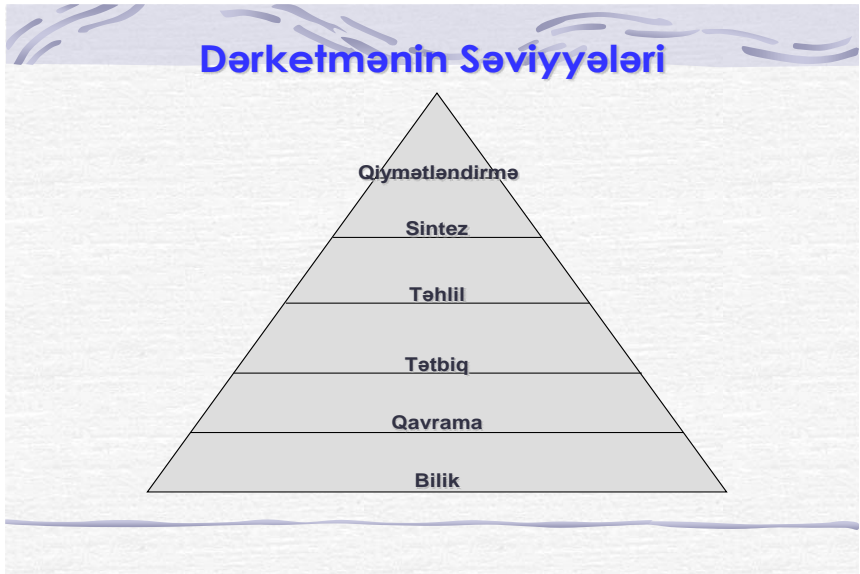 Dərketmənin Səviyyələri
Qiymətləndirmə
Sintez
Təhlil
Tətbiq
Qavrama
Bilik